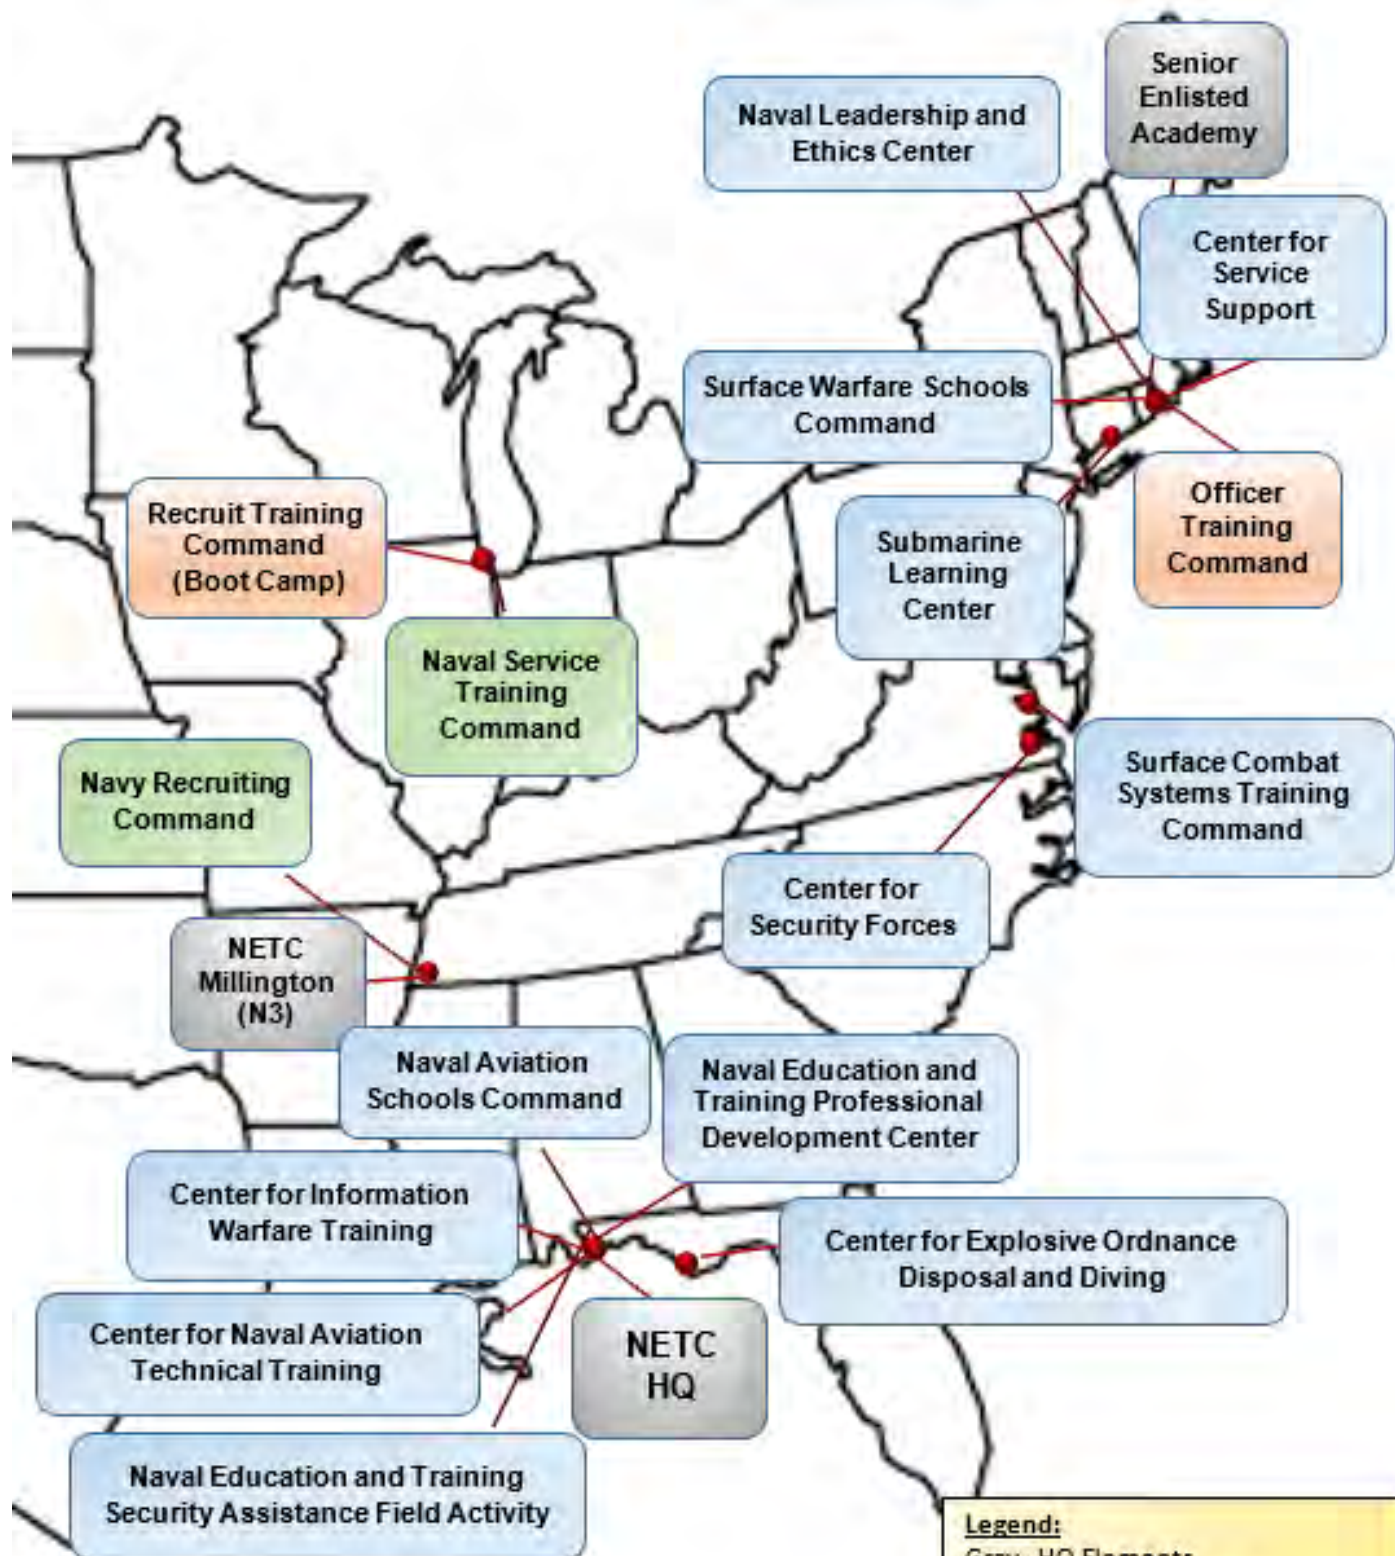 Senior
Enlisted
Academy
Naval Leadership and
Ethics Center
Center for
Service
Support
Surface Warfare Schools
Command
Officer
Training
Command
Recruit Training
Command
(Boot Camp)
Submarine
Learning
Center
Naval Service
Training
Command
Navy Recruiting
Command
Surface Combat
Systems Training
Command
Center for
Security Forces
NETC
Millington
(N3)
Naval Aviation
Schools Command
Naval Education and
Training Professional
Development Center
Center for Information
Warfare Training
Center for Explosive Ordnance
Disposal and Diving
Center for Naval Aviation
Technical Training
NETC
HQ
Naval Education and Training
Security Assistance Field Activity
Legend: